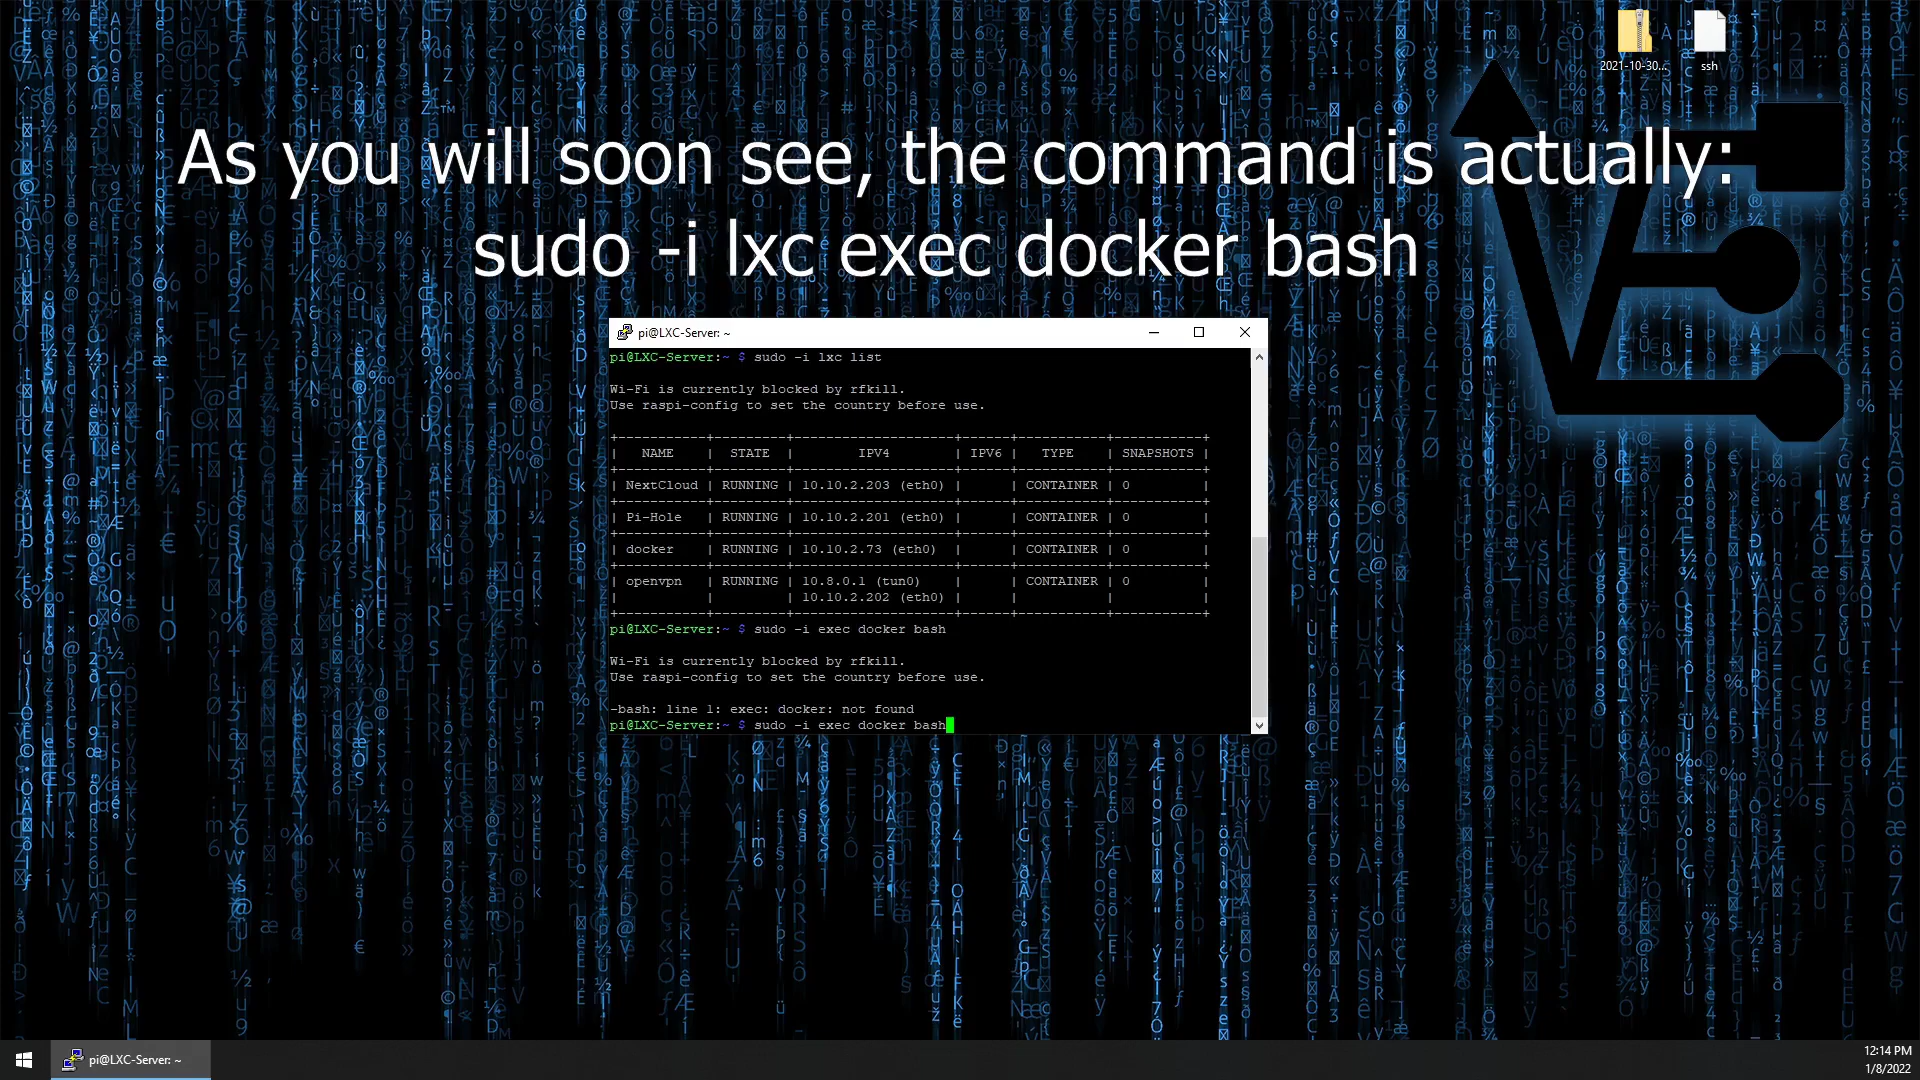 2021-10-30...
ssh
As you will soon see, the command is actually:
sudo -i lxc exec docker bash
pi@LXC-Server: ~
pi@LXC-Server:~ $ sudo -i lxc list
Wi-Fi is currently blocked by rfkill.
Use raspi-config to set the country before use.
+-----------+---------+--------------------+------+-----------+-----------+
|   NAME    |  STATE  |        IPV4        | IPV6 |   TYPE    | SNAPSHOTS |
+-----------+---------+--------------------+------+-----------+-----------+
| NextCloud | RUNNING | 10.10.2.203 (eth0) |      | CONTAINER | 0         |
+-----------+---------+--------------------+------+-----------+-----------+
| Pi-Hole   | RUNNING | 10.10.2.201 (eth0) |      | CONTAINER | 0         |
+-----------+---------+--------------------+------+-----------+-----------+
| docker    | RUNNING | 10.10.2.73 (eth0)  |      | CONTAINER | 0         |
+-----------+---------+--------------------+------+-----------+-----------+
| openvpn   | RUNNING | 10.8.0.1 (tun0)    |      | CONTAINER | 0         |
|           |         | 10.10.2.202 (eth0) |      |           |           |
+-----------+---------+--------------------+------+-----------+-----------+
pi@LXC-Server:~ $ sudo -i exec docker bash
Wi-Fi is currently blocked by rfkill.
Use raspi-config to set the country before use.
-bash: line 1: exec: docker: not found
pi@LXC-Server:~ $ sudo -i exec docker bash
pi@LXC-Server: ~
12:14 PM
1/8/2022